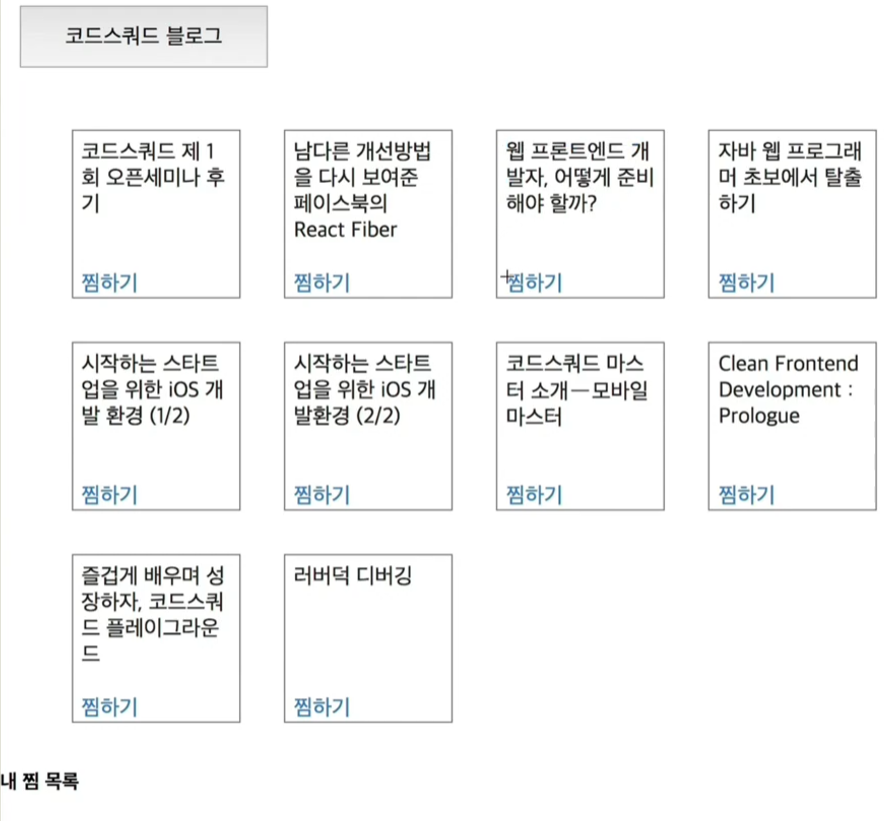 코드스쿼드 블로그
코드스쿼드 제 1
회 오픈세미나 후
기
찜하기
남다른 개선방법
을 다시 보여준
페이스북의
React Fiber
찜하기
웹 프론트엔드 개
발자, 어떻게 준비
해야 할까?
찜하기
자바 웹 프로그래
머 초보에서 탈출
하기
찜하기
시작하는 스타트
업을 위한 iOS 개
발 환경 (1/2)
찜하기
시작하는 스타트
업을 위한 iOS 개
발환경 (2/2)
찜하기
코드스쿼드 마스
터 소개—모바일
마스터
찜하기
Clean Frontend
Development :
Prologue
찜하기
즐겁게 배우며 성
장하자, 코드스쿼
드 플레이그라운
드
찜하기
러버덕 디버깅
찜하기
내 찜 목록